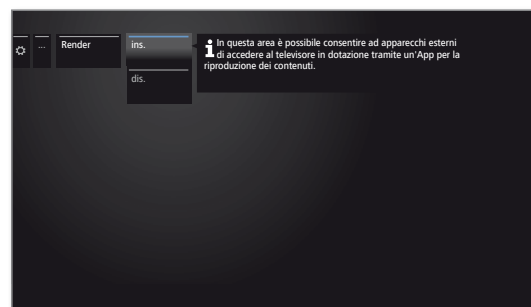 ... Render ins. In questa area è possibile consentire ad apparecchi esterni
di accedere al televisore in dotazione tramite un'App per la
riproduzione dei contenuti.
dis.